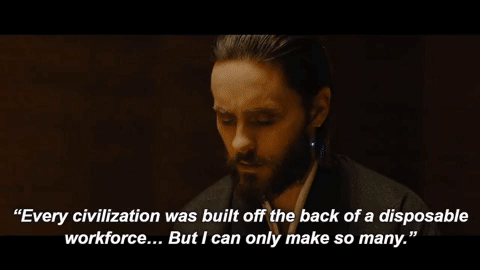 “Every civilization was built off the back of a disposable
workforce… But I can only make so many.”